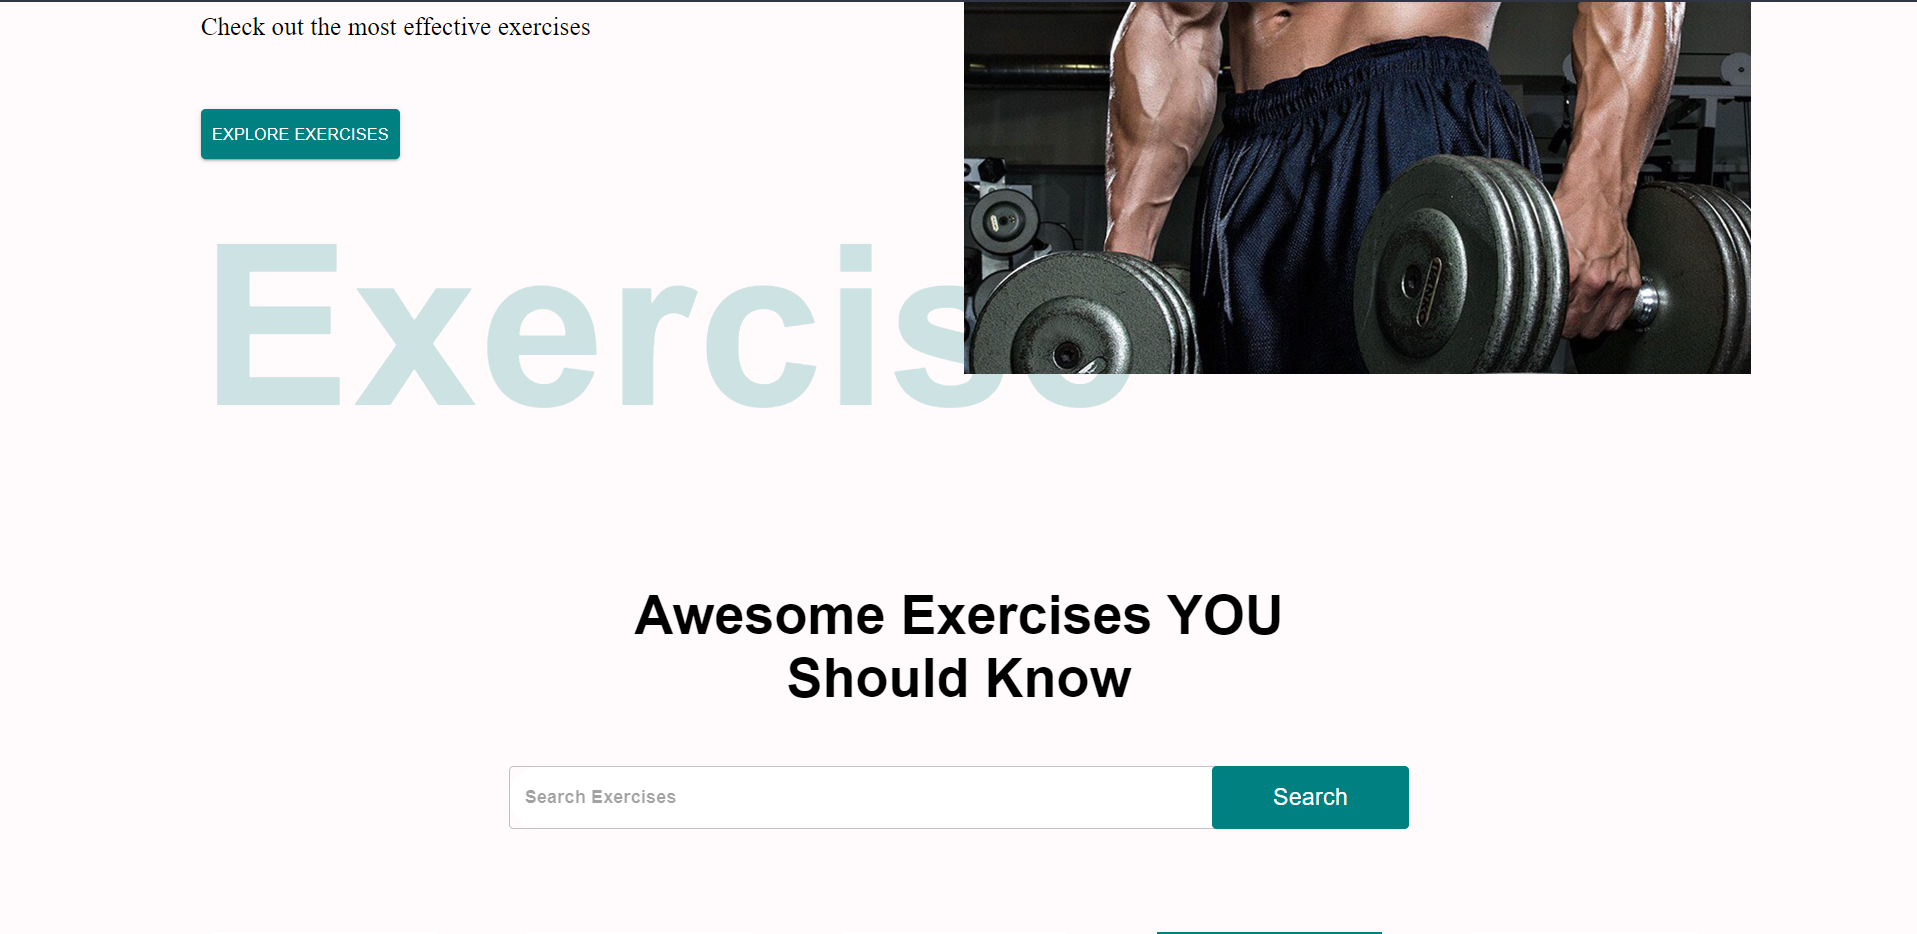 Check out the most effective exercises
EXPLORE EXERCISES
Exercise
Awesome Exercises YOU
Should Know
Search Exercises
Search